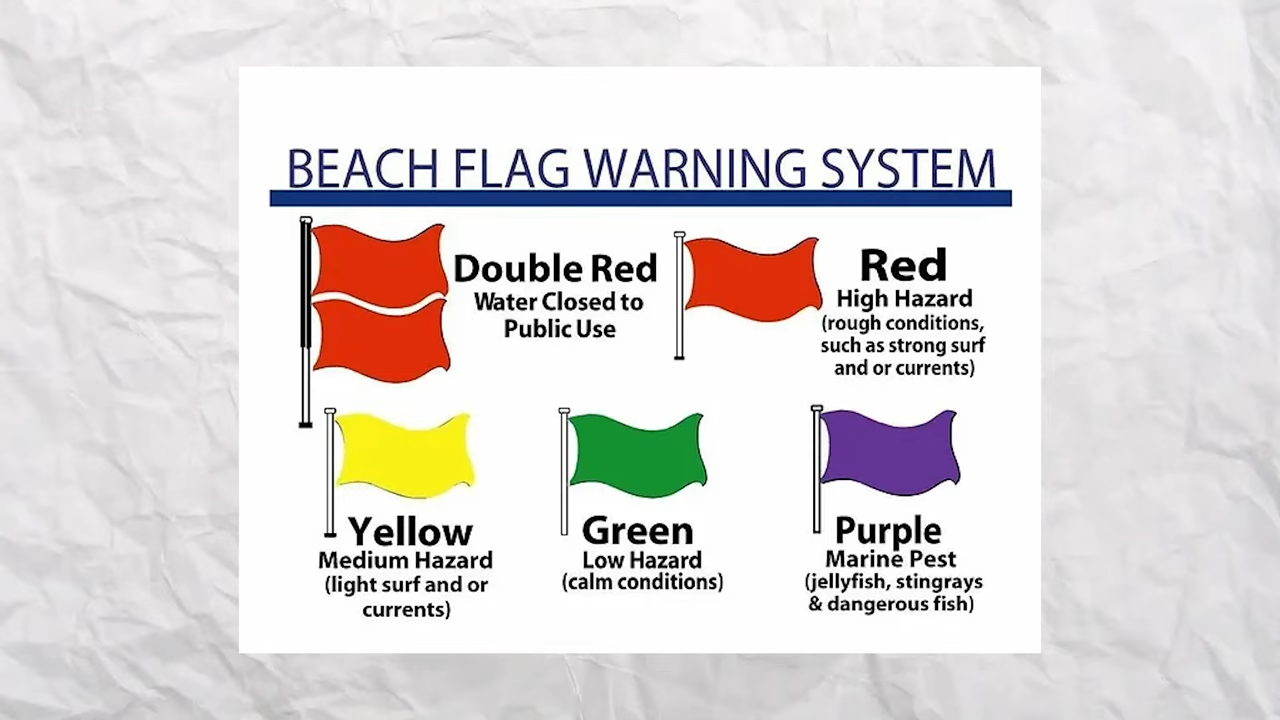 BEACH FLAG WARNING SYSTEM
Double Red
Water Closed to
Public Use
Red
High Hazard
(rough conditions,
such as strong surf
and or currents)
Yellow
Medium Hazard
(light surf and or
currents)
Green
Low Hazard
(calm conditions)
Purple
Marine Pest
(jellyfish, stingrays
& dangerous fish)